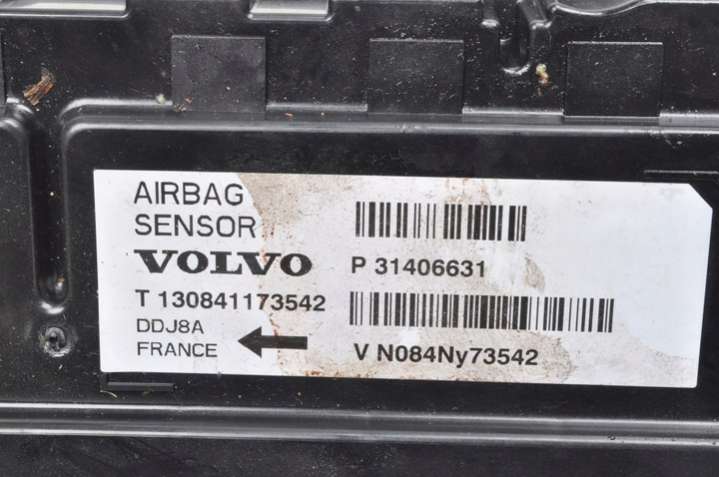 AIRBAG
SENSOR
VOLVO
P 31406631
T 130841173542
DDJ8A
FRANCE
V N084Ny73542